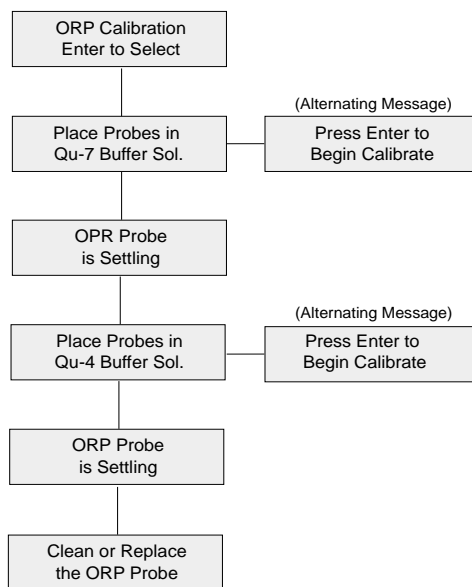 ORP Calibration
Enter to Select
(Alternating Message)
Place Probes in
Qu-7 Buffer Sol.
Press Enter to
Begin Calibrate
OPR Probe
is Settling
(Alternating Message)
Place Probes in
Qu-4 Buffer Sol.
Press Enter to
Begin Calibrate
ORP Probe
is Settling
Clean or Replace
the ORP Probe